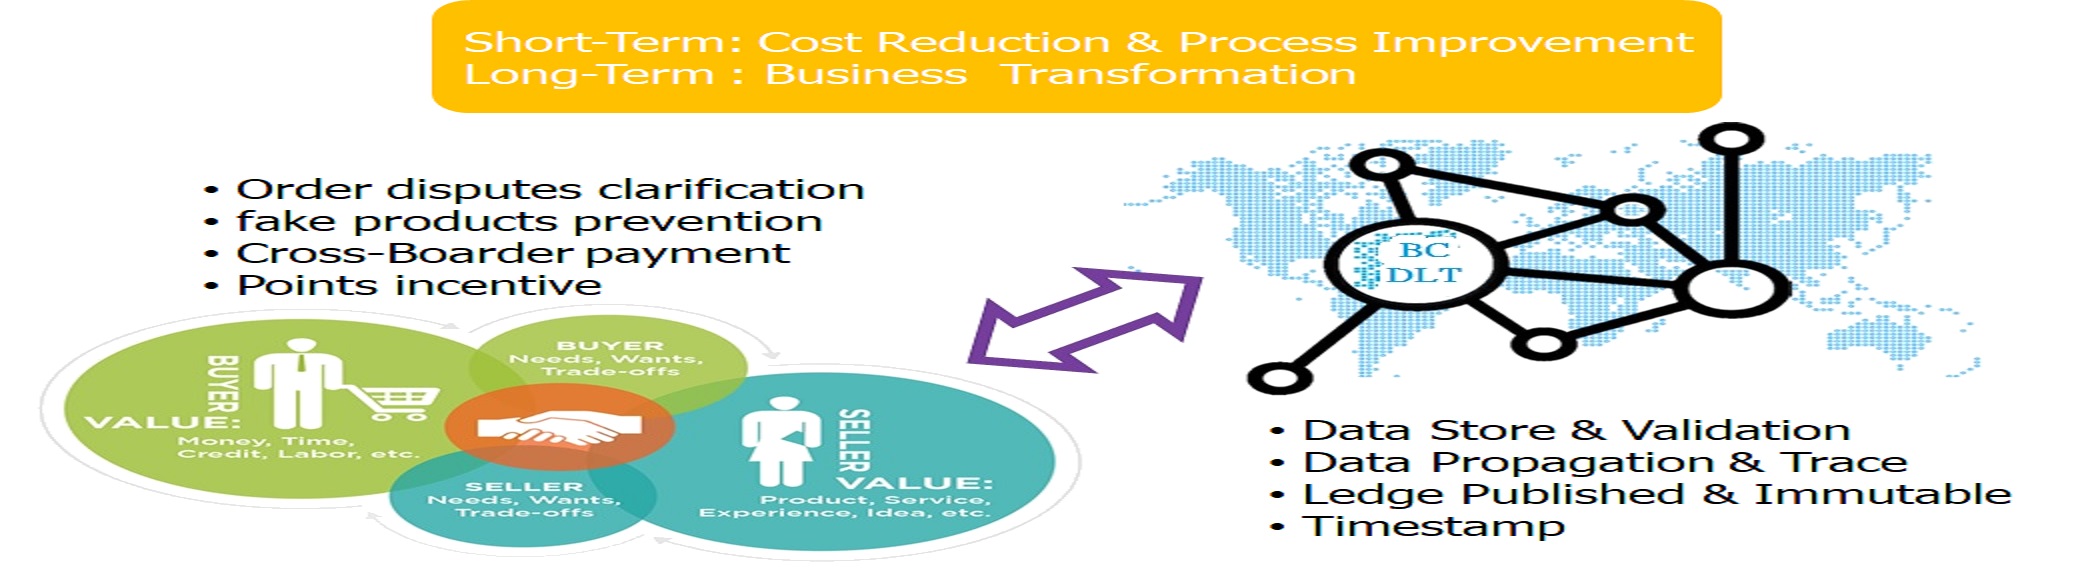 Short-Term: Cost Reduction & Process Improvement
Long-Term : Business Transformation
• Order disputes clarification
• fake products prevention
• Cross-Boarder payment
• Points incentive
BUYER
VALUE:
Money, Time,
Credit, Labor, etc.
BUYER
Needs, Wants,
Trade-offs
SELLER
Needs, Wants,
Trade-offs
SELLER
VALUE:
Product, Service,
Experience, Idea, etc.
BC
DLT
• Data Store & Validation
• Data Propagation & Trace
• Ledge Published & Immutable
• Timestamp